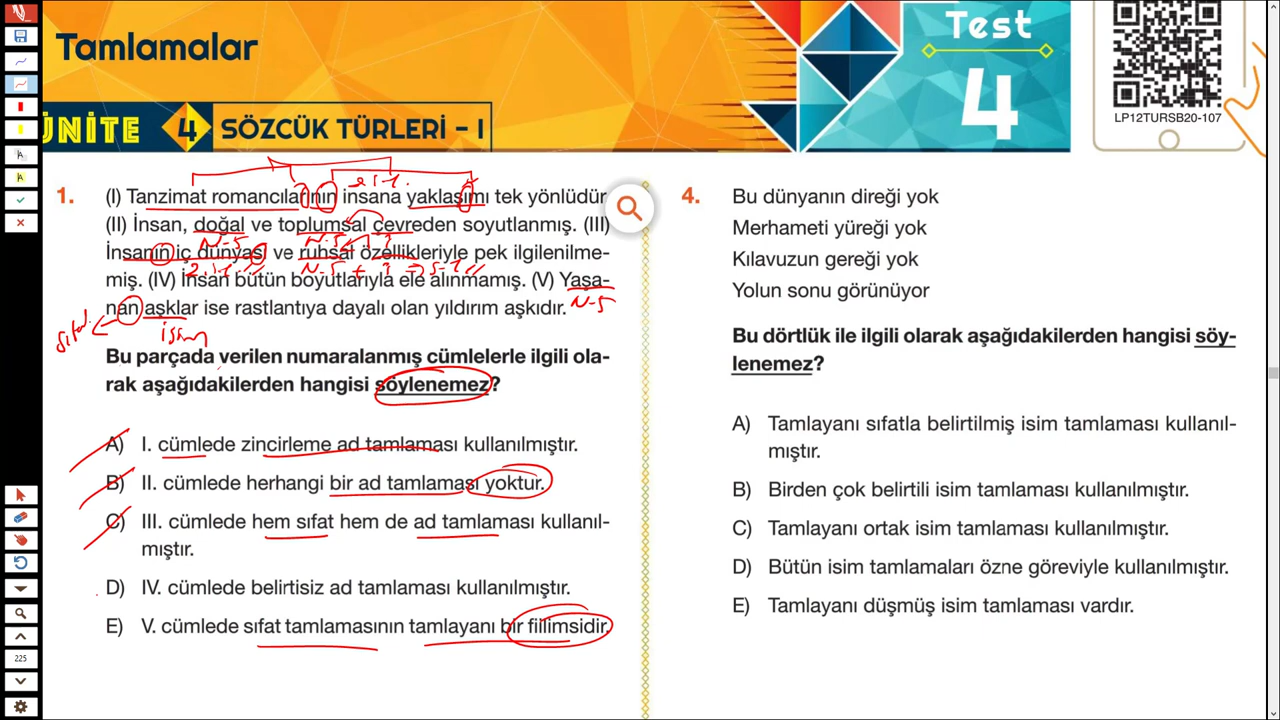 Tamlamalar
Test
4
LP12TURSB20-107
ÜNİTE 4 SÖZCÜK TÜRLERİ - I
1. (I) Tanzimat romancılarının insana yaklaşımı tek yönlüdür.
(II) İnsan, doğal ve toplumsal çevreden soyutlanmış. (III)
İnsanın iç dünyası ve ruhsal özellikleriyle pek ilgilenilme-
miş. (IV) İnsan bütün boyutlarıyla ele alınmamış. (V) Yaşa-
nan aşklar ise rastlantıya dayalı olan yıldırım aşkıdır.
sıfat
isim
Bu parçada verilen numaralanmış cümlelerle ilgili ola-
rak aşağıdakilerden hangisi söylenemez?
A) I. cümlede zincirleme ad tamlaması kullanılmıştır.
B) II. cümlede herhangi bir ad tamlaması yoktur.
C) III. cümlede hem sıfat hem de ad tamlaması kullanıl-
mıştır.
D) IV. cümlede belirtisiz ad tamlaması kullanılmıştır.
E) V. cümlede sıfat tamlamasının tamlayanı bir fiilimsidir.
4. Bu dünyanın direği yok
Merhameti yüreği yok
Kılavuzun gereği yok
Yolun sonu görünüyor
Bu dörtlük ile ilgili olarak aşağıdakilerden hangisi söy-
lenemez?
A) Tamlayanı sıfatla belirtilmiş isim tamlaması kullanıl-
mıştır.
B) Birden çok belirtili isim tamlaması kullanılmıştır.
C) Tamlayanı ortak isim tamlaması kullanılmıştır.
D) Bütün isim tamlamaları özne göreviyle kullanılmıştır.
E) Tamlayanı düşmüş isim tamlaması vardır.
225